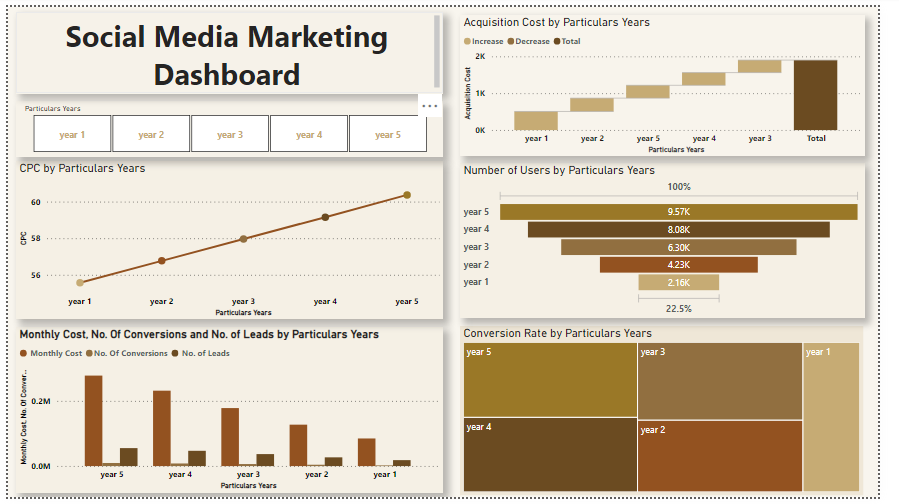 Social Media Marketing
Dashboard
Particulars Years
year 1 year 2 year 3 year 4 year 5
CPC by Particulars Years
60
58
56
CPC
year 1 year 2 year 3 year 4 year 5
Particulars Years
Monthly Cost, No. Of Conversions and No. of Leads by Particulars Years
Monthly Cost No. Of Conversions No. of Leads
Monthly Cost, No. Of Conver...
0.2M
0.0M
year 5 year 4 year 3 year 2 year 1
Particulars Years
Acquisition Cost by Particulars Years
Increase Decrease Total
Acquisition Cost
2K
1K
0K
year 1 year 2 year 5 year 4 year 3 Total
Particulars Years
Number of Users by Particulars Years
100%
year 5 9.57K
year 4 8.08K
year 3 6.30K
year 2 4.23K
year 1 2.16K
22.5%
Conversion Rate by Particulars Years
year 5 year 3 year 1
year 4 year 2